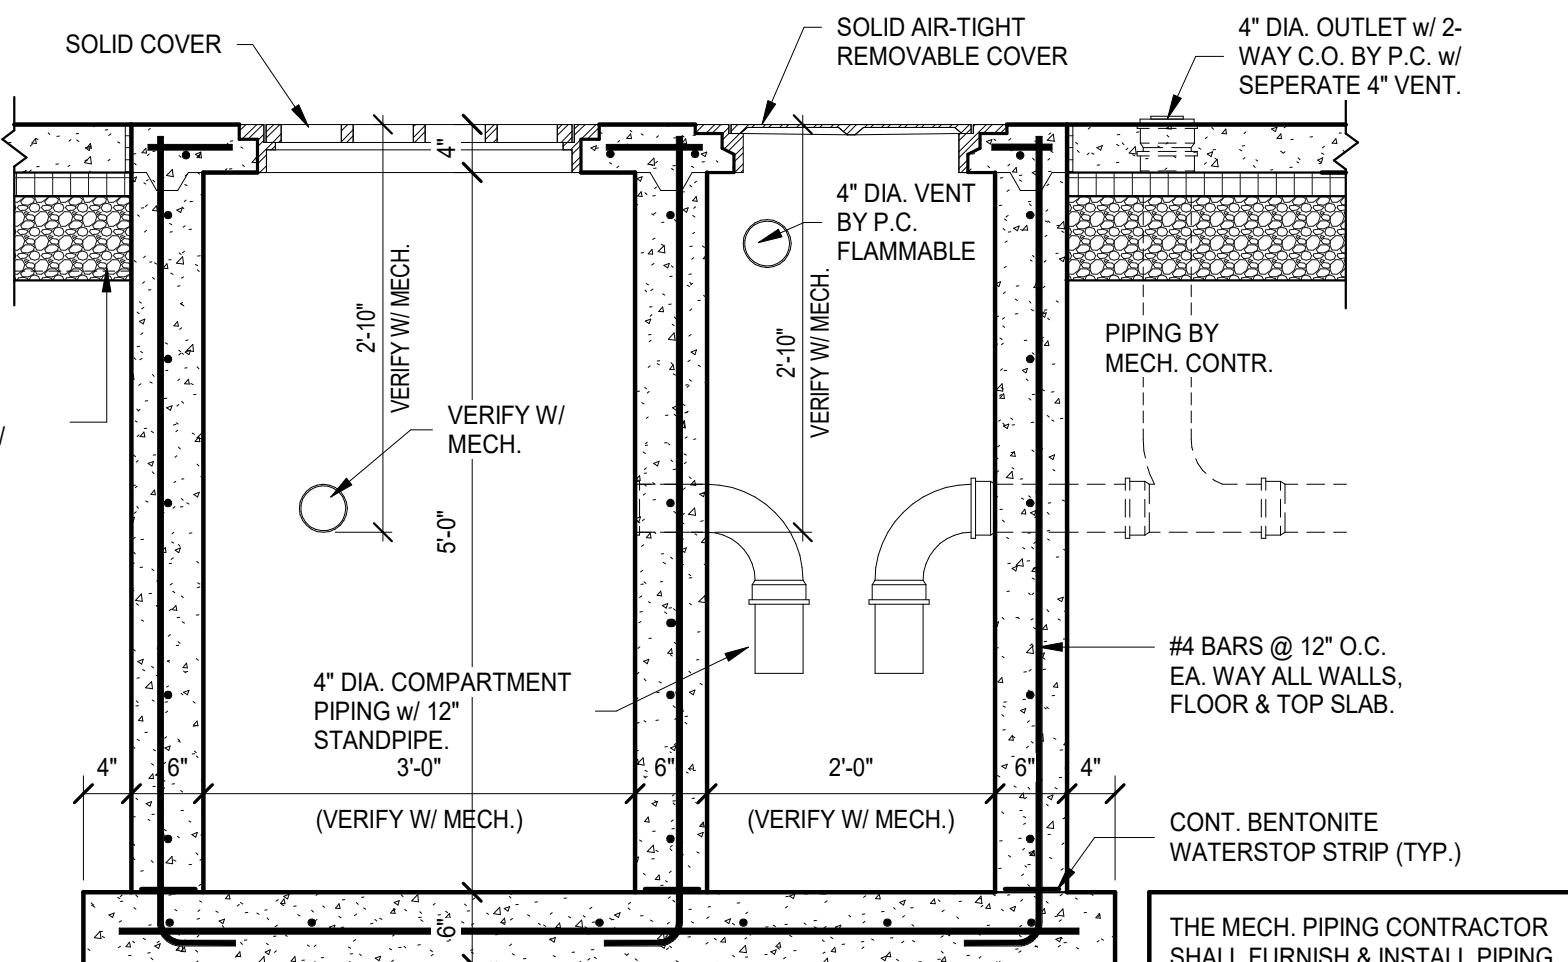 SOLID COVER
SOLID AIR-TIGHT
REMOVABLE COVER
4" DIA. OUTLET w/ 2-
WAY C.O. BY P.C. w/
SEPERATE 4" VENT.
4"
4" DIA. VENT
BY P.C.
FLAMMABLE
2'-10"
VERIFY W/ MECH.
2'-10"
VERIFY W/ MECH.
PIPING BY
MECH. CONTR.
VERIFY W/
MECH.
/
5'-0"
#4 BARS @ 12" O.C.
EA. WAY ALL WALLS,
FLOOR & TOP SLAB.
4" DIA. COMPARTMENT
PIPING w/ 12"
STANDPIPE.
4" 6" 3'-0" 6" 2'-0" 6" 4"
(VERIFY W/ MECH.) (VERIFY W/ MECH.)
CONT. BENTONITE
WATERSTOP STRIP (TYP.)
6"
THE MECH. PIPING CONTRACTOR
SHALL FURNISH & INSTALL PIPING